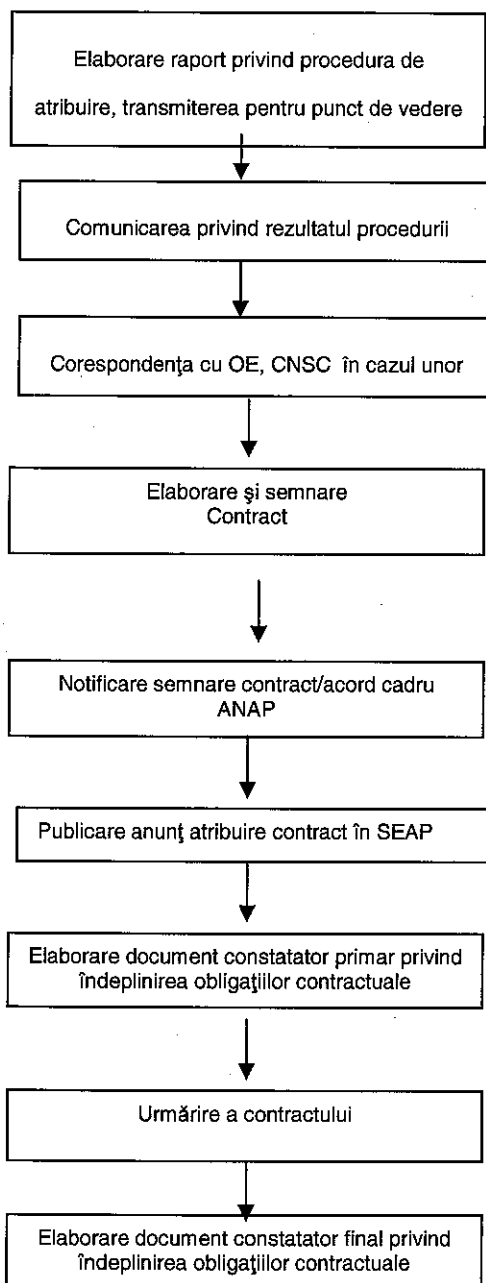 Elaborare raport privind procedura de
atribuire, transmiterea pentru punct de vedere
Comunicarea privind rezultatul procedurii
Corespondenţa cu OE, CNSC în cazul unor
Elaborare şi semnare
Contract
Notificare semnare contract/acord cadru
ANAP
Publicare anunţ atribuire contract în SEAP
Elaborare document constatator primar privind
îndeplinirea obligaţiilor contractuale
Urmărire a contractului
Elaborare document constatator final privind
îndeplinirea obligaţiilor contractuale